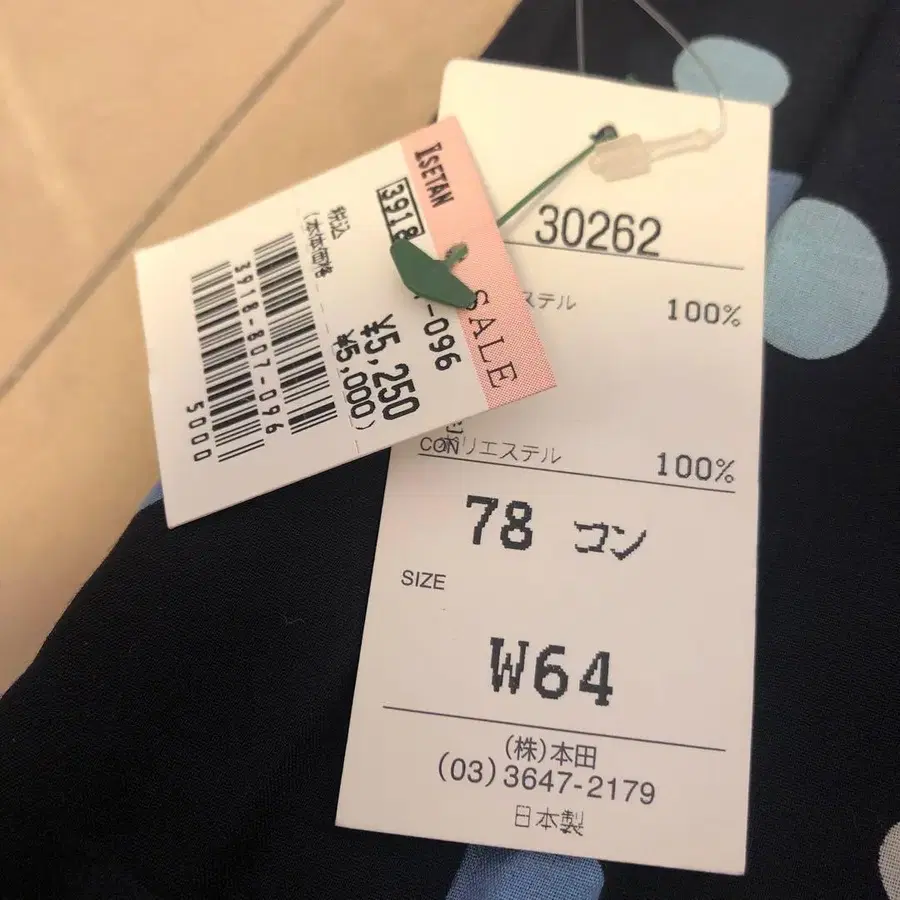 ISETAN
SALE
3918
-096
税込 ¥5,250
(本体価格 ¥5,000)
3918-807-096
5000
30262
ステル 100%
ポリエステル 100%
78 コン
SIZE
W64
(株)本田
(03)3647-2179
日本製